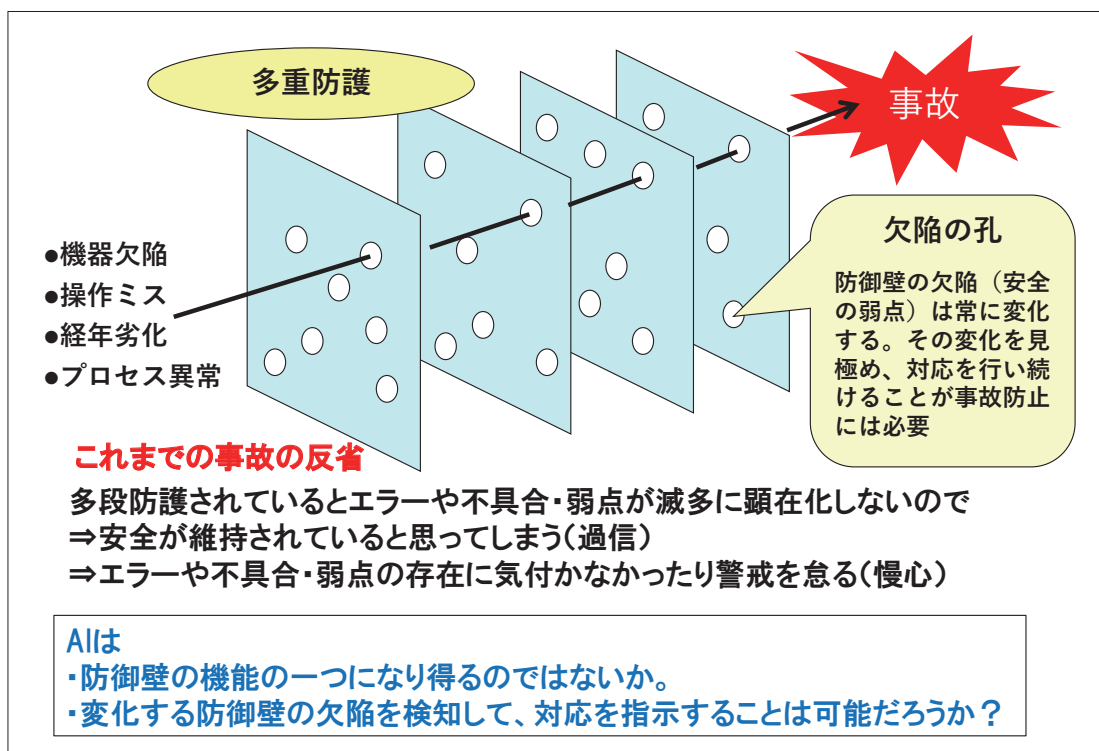 多重防護
事故
●機器欠陥
●操作ミス
●経年劣化
●プロセス異常
欠陥の孔
防御壁の欠陥（安全
の弱点）は常に変化
する。その変化を見
極め、対応を行い続
けることが事故防止
には必要
これまでの事故の反省
多段防護されているとエラーや不具合・弱点が滅多に顕在化しないので
⇒安全が維持されていると思ってしまう(過信)
⇒エラーや不具合・弱点の存在に気付かなかったり警戒を怠る(慢心)
AIは
・防御壁の機能の一つになり得るのではないか。
・変化する防御壁の欠陥を検知して、対応を指示することは可能だろうか？